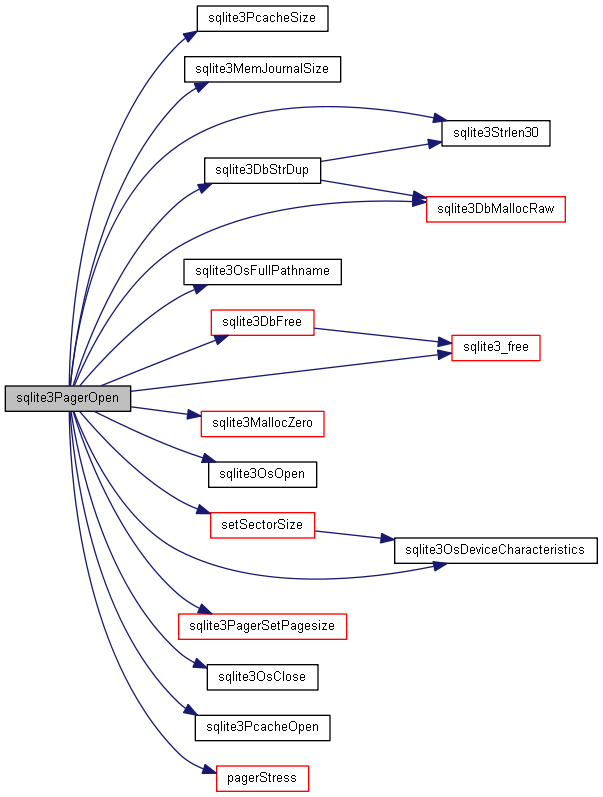 sqlite3PcacheSize
sqlite3MemJournalSize
sqlite3Strlen30
sqlite3DbStrDup
sqlite3DbMallocRaw
sqlite3OsFullPathname
sqlite3DbFree
sqlite3_free
sqlite3PagerOpen
sqlite3MallocZero
sqlite3OsOpen
setSectorSize
sqlite3OsDeviceCharacteristics
sqlite3PagerSetPagesize
sqlite3OsClose
sqlite3PcacheOpen
pagerStress